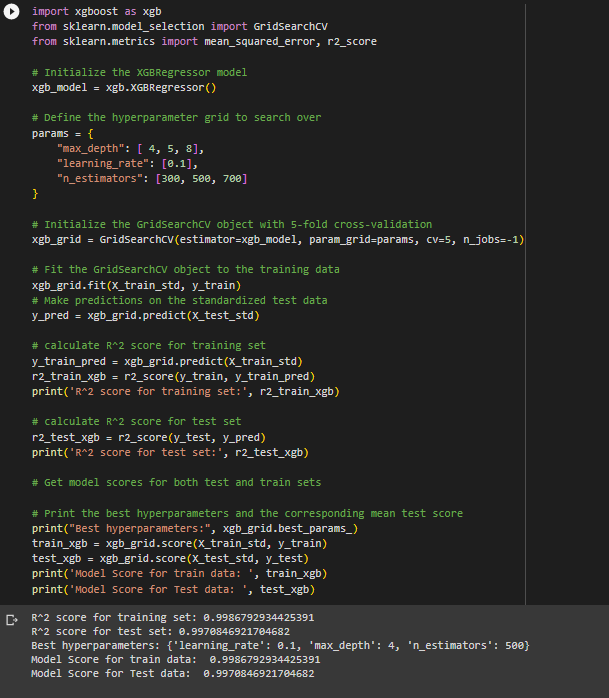 import xgboost as xgb
from sklearn.model_selection import GridSearchCV
from sklearn.metrics import mean_squared_error, r2_score

# Initialize the XGBRegressor model
xgb_model = xgb.XGBRegressor()

# Define the hyperparameter grid to search over
params = {
    "max_depth": [ 4, 5, 8],
    "learning_rate": [0.1],
    "n_estimators": [300, 500, 700]
}

# Initialize the GridSearchCV object with 5-fold cross-validation
xgb_grid = GridSearchCV(estimator=xgb_model, param_grid=params, cv=5, n_jobs=-1)

# Fit the GridSearchCV object to the training data
xgb_grid.fit(X_train_std, y_train)
# Make predictions on the standardized test data
y_pred = xgb_grid.predict(X_test_std)

# calculate R^2 score for training set
y_train_pred = xgb_grid.predict(X_train_std)
r2_train_xgb = r2_score(y_train, y_train_pred)
print('R^2 score for training set:', r2_train_xgb)

# calculate R^2 score for test set
r2_test_xgb = r2_score(y_test, y_pred)
print('R^2 score for test set:', r2_test_xgb)

# Get model scores for both test and train sets

# Print the best hyperparameters and the corresponding mean test score
print("Best hyperparameters:", xgb_grid.best_params_)
train_xgb = xgb_grid.score(X_train_std, y_train)
test_xgb = xgb_grid.score(X_test_std, y_test)
print('Model Score for train data: ', train_xgb)
print('Model Score for Test data: ', test_xgb)

R^2 score for training set: 0.9986792934425391
R^2 score for test set: 0.9970846921704682
Best hyperparameters: {'learning_rate': 0.1, 'max_depth': 4, 'n_estimators': 500}
Model Score for train data:  0.9986792934425391
Model Score for Test data:  0.9970846921704682